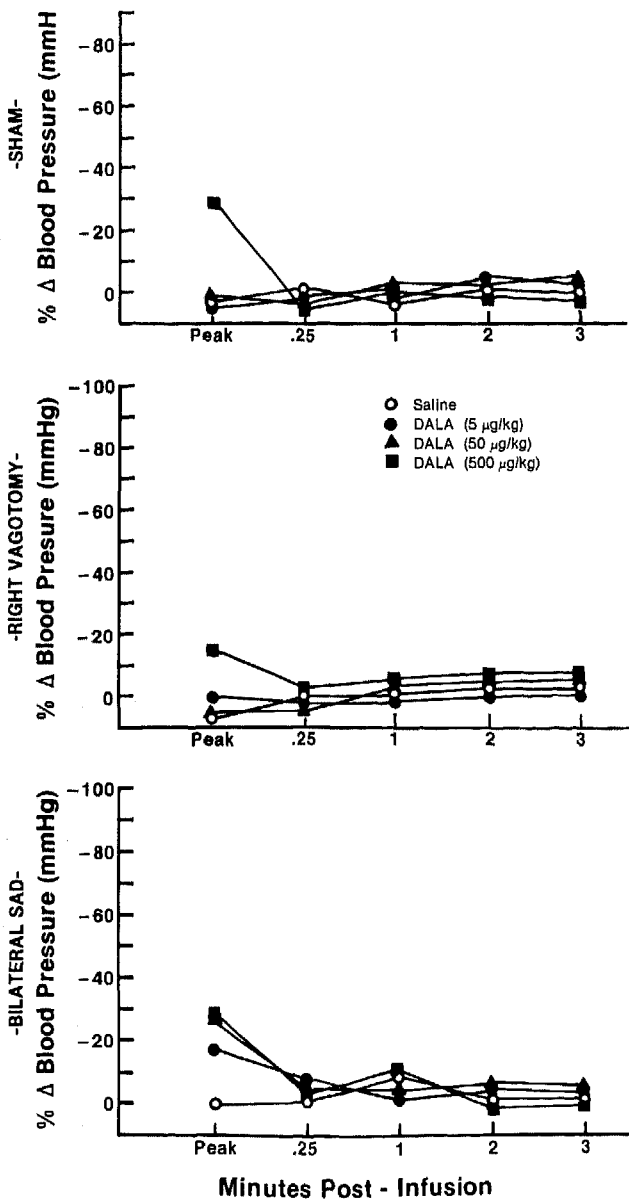 -SHAM-
% Δ Blood Pressure (mmH
-80
-60
-40
-20
0
Peak .25 1 2 3
-RIGHT VAGOTOMY-
% Δ Blood Presure (mmHg)
-100
-80
-60
-40
-20
0
Saline
DALA (5 μg/kg)
DALA (50 μg/kg)
DALA (500 μg/kg)
Peak .25 1 2 3
-BILATERAL SAD-
% Δ Blood Pressure (mmHg)
-100
-80
-60
-40
-20
0
Peak .25 1 2 3
Minutes Post - Infusion